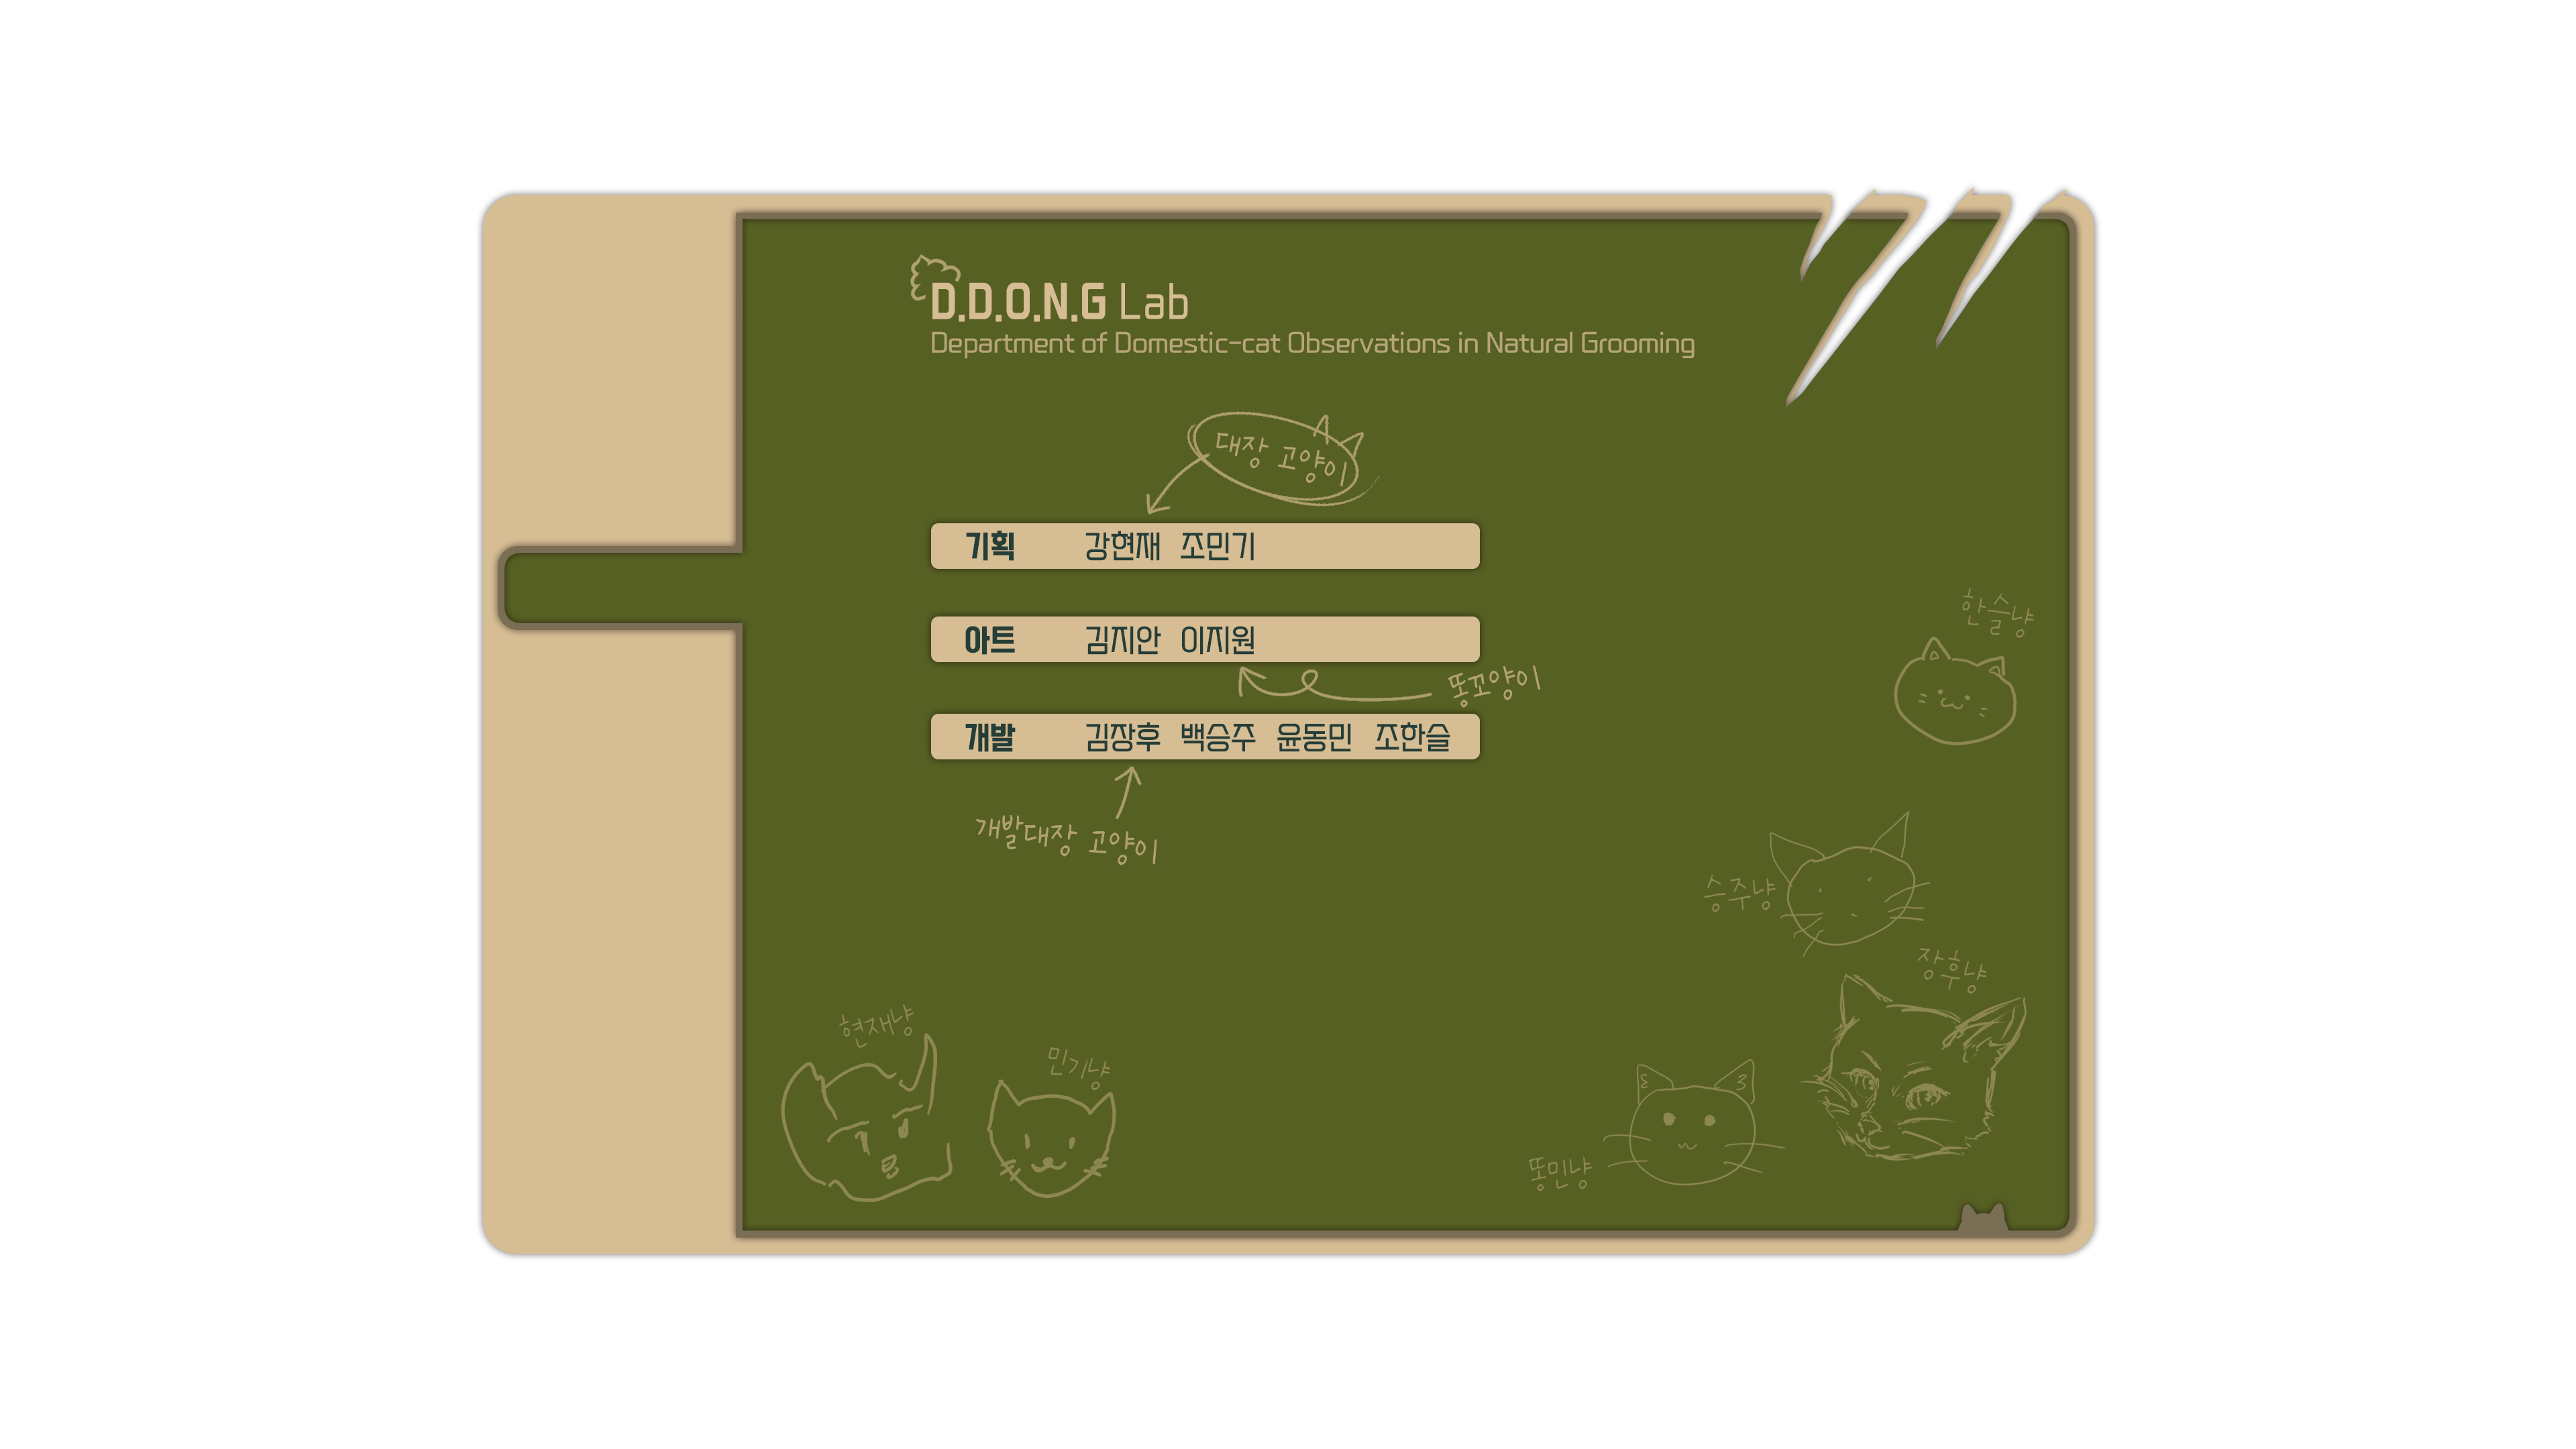 D.D.O.N.G Lab
Department of Domestic-cat Observations in Natural Grooming
대장 고양이
기획 강현재 조민기
아트 김지안 이지원
똥꼬양이
개발 김장후 백승주 윤동민 조한슬
개발대장 고양이
한슬냥
승주냥
장후냥
현재냥
민기냥
똥민냥